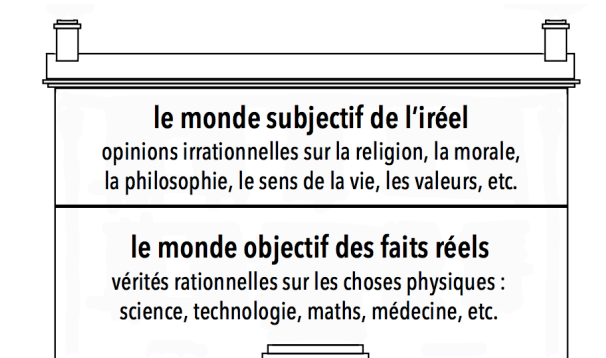 le monde subjectif de l'iréel
opinions irrationnelles sur la religion, la morale,
la philosophie, le sens de la vie, les valeurs, etc.
le monde objectif des faits réels
vérités rationnelles sur les choses physiques :
science, technologie, maths, médecine, etc.